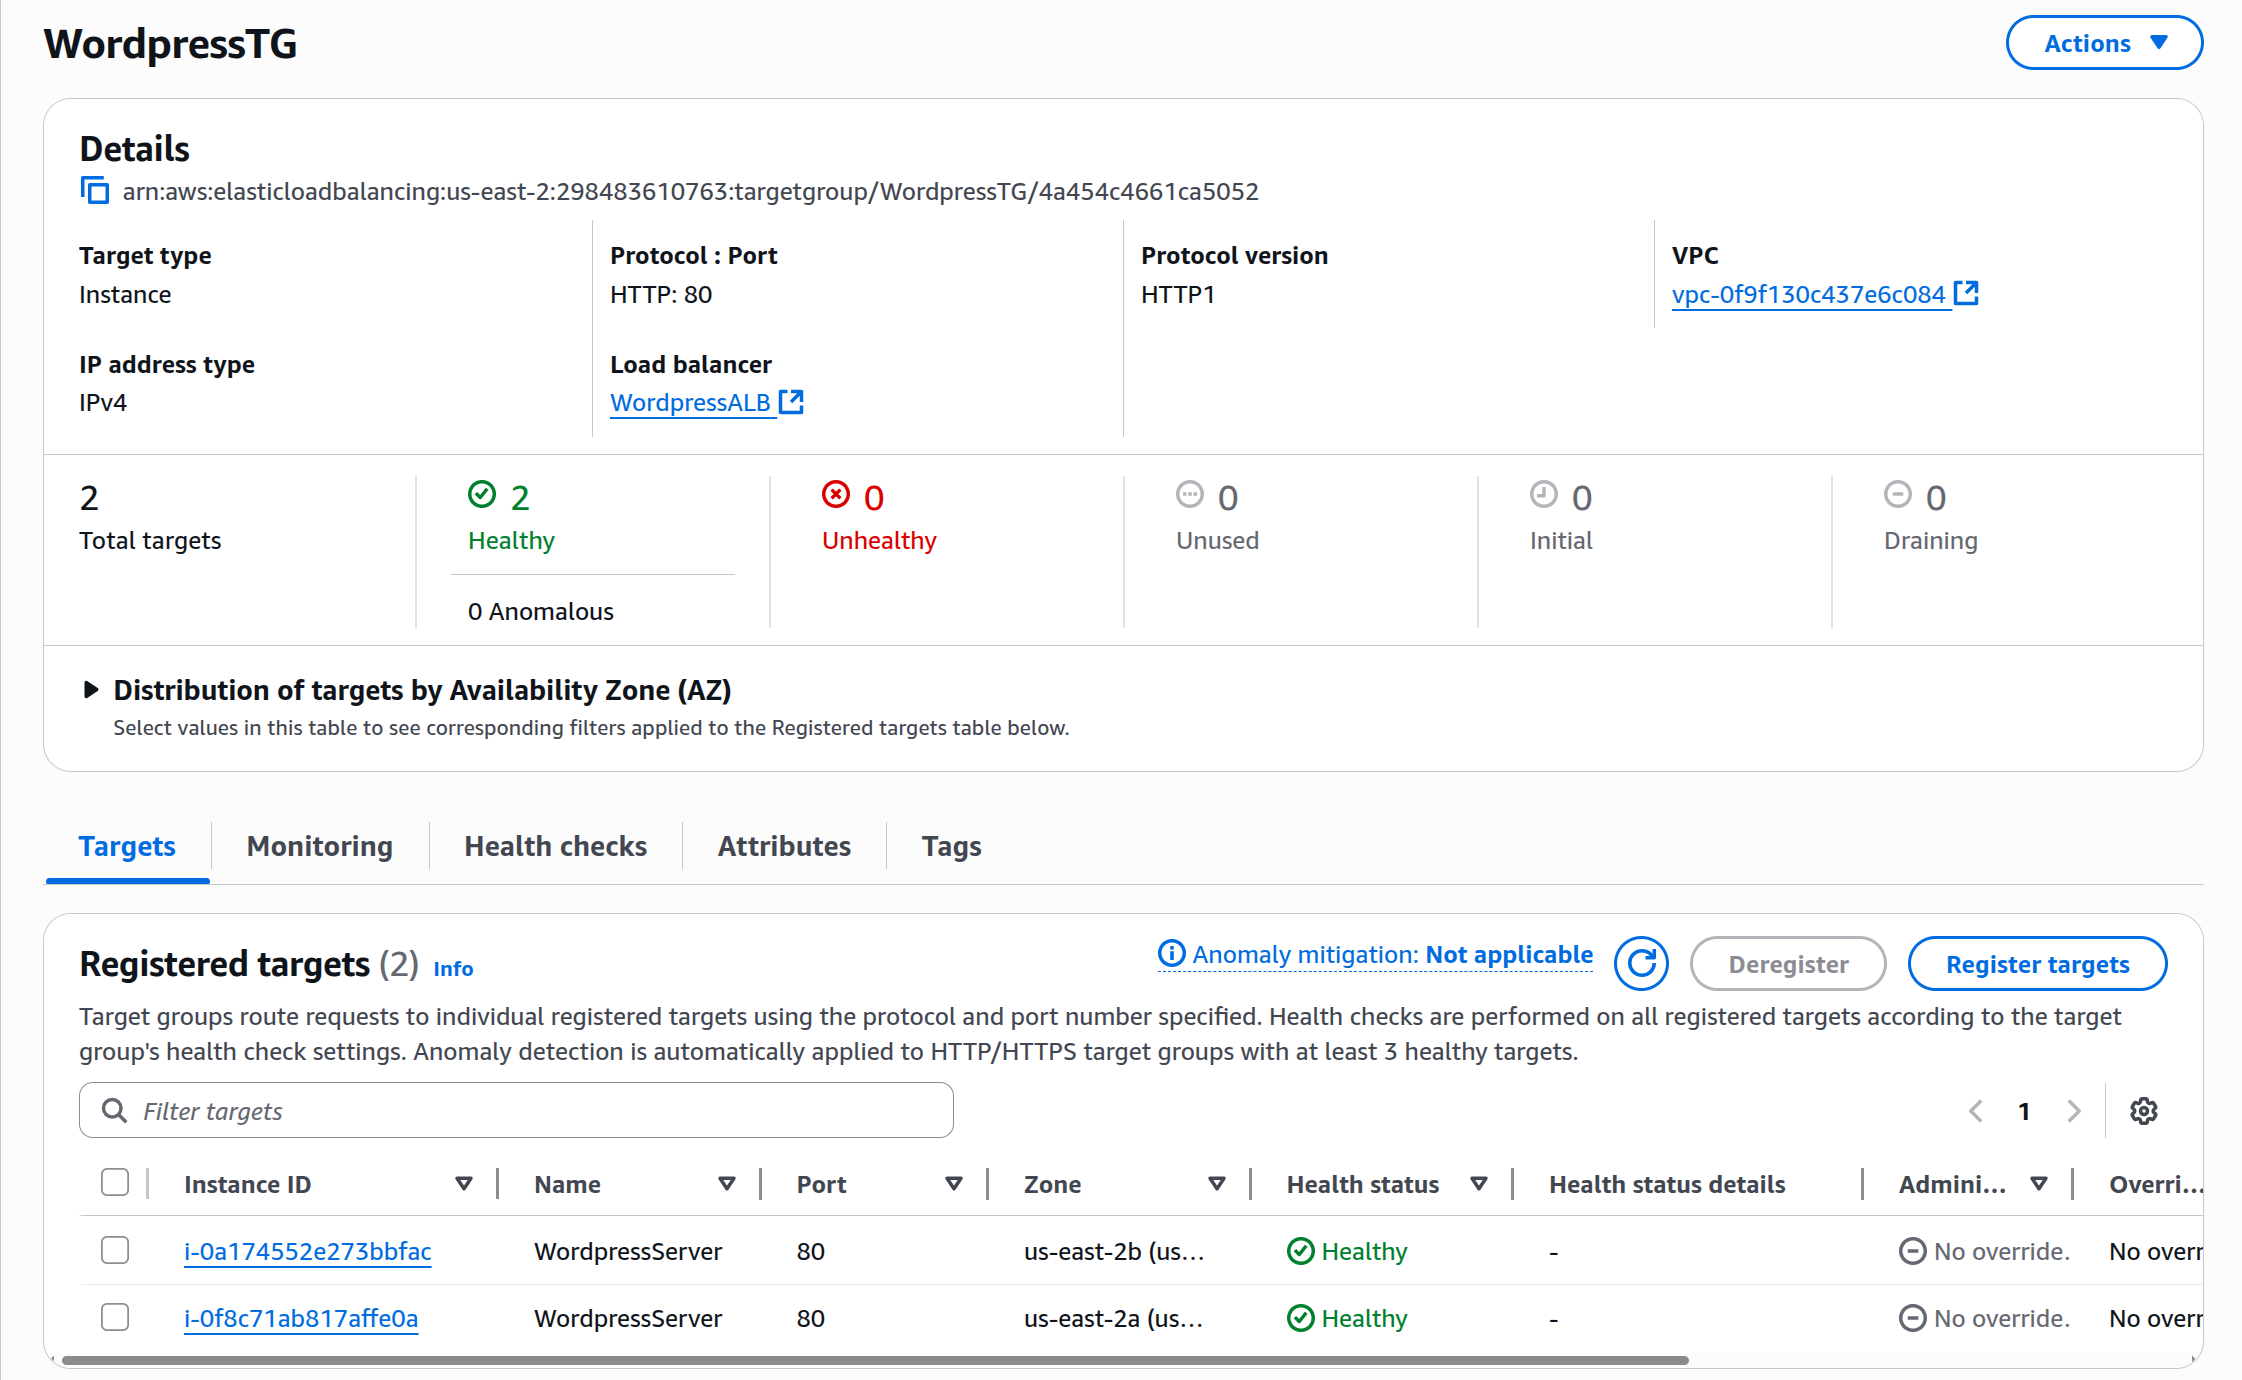 WordpressTG
Actions
Details
arn:aws:elasticloadbalancing:us-east-2:298483610763:targetgroup/WordpressTG/4a454c4661ca5052
Target type
Instance
Protocol : Port
HTTP: 80
Protocol version
HTTP1
VPC
vpc-0f9f130c437e6c084
IP address type
IPv4
Load balancer
WordpressALB
2
Total targets
2
Healthy
0 Anomalous
0
Unhealthy
0
Unused
0
Initial
0
Draining
Distribution of targets by Availability Zone (AZ)
Select values in this table to see corresponding filters applied to the Registered targets table below.
Targets Monitoring Health checks Attributes Tags
Registered targets (2) Info
Anomaly mitigation: Not applicable
Deregister
Register targets
Target groups route requests to individual registered targets using the protocol and port number specified. Health checks are performed on all registered targets according to the target
group's health check settings. Anomaly detection is automatically applied to HTTP/HTTPS target groups with at least 3 healthy targets.
Filter targets
1
Instance ID Name Port Zone Health status Health status details Admini... Overri...
i-0a174552e273bbfac WordpressServer 80 us-east-2b (us... Healthy - No override. No overr
i-0f8c71ab817affe0a WordpressServer 80 us-east-2a (us... Healthy - No override. No overr